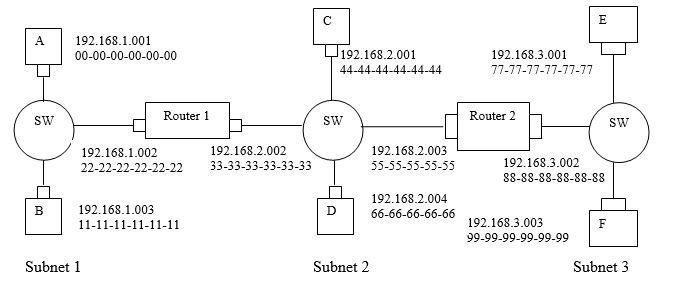 A
192.168.1.001
00-00-00-00-00-00
C
192.168.2.001
44-44-44-44-44-44
E
192.168.3.001
77-77-77-77-77-77
SW
Router 1
SW
Router 2
SW
192.168.1.002
22-22-22-22-22-22
192.168.2.002
33-33-33-33-33-33
192.168.2.003
55-55-55-55-55
192.168.3.002
88-88-88-88-88-88
B
192.168.1.003
11-11-11-11-11-11
D
192.168.2.004
66-66-66-66-66
192.168.3.003
99-99-99-99-99-99
F
Subnet 1
Subnet 2
Subnet 3